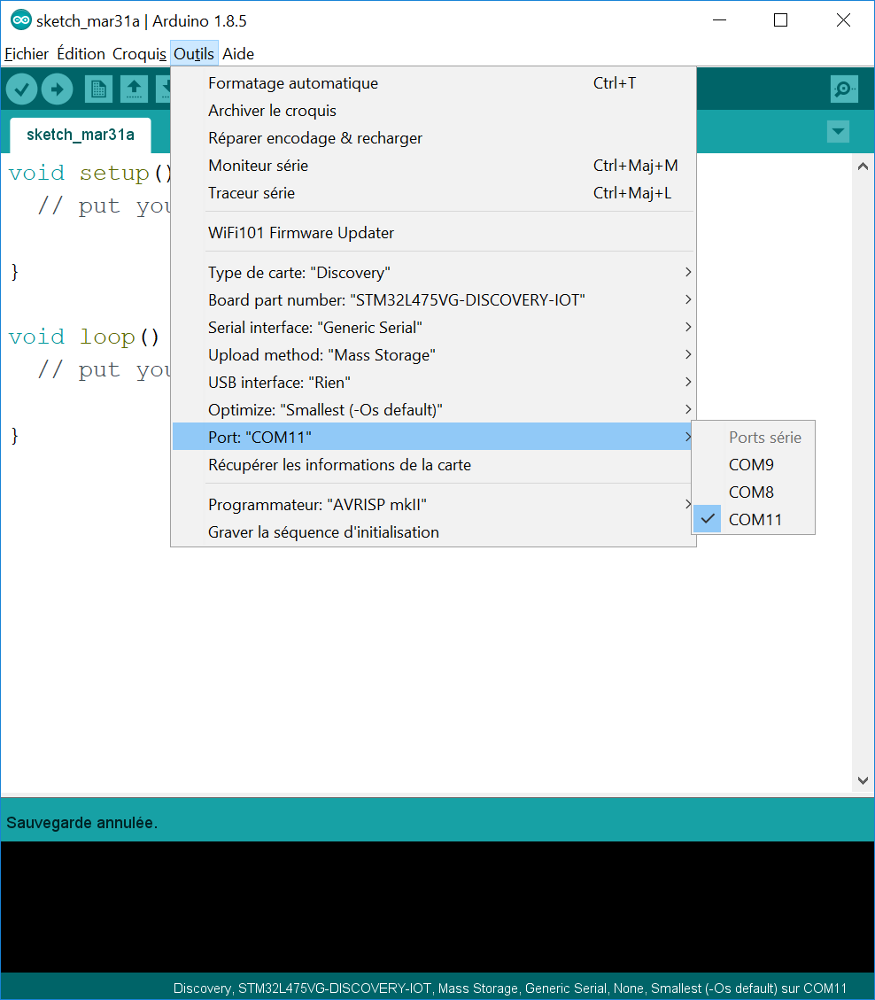 sketch_mar31a | Arduino 1.8.5
Fichier Édition Croquis Outils Aide
Formatage automatique Ctrl+T
Archiver le croquis
Réparer encodage & recharger
Moniteur série Ctrl+Maj+M
Traceur série Ctrl+Maj+L
WiFi101 Firmware Updater
Type de carte: "Discovery"
Board part number: "STM32L475VG-DISCOVERY-IOT"
Serial interface: "Generic Serial"
Upload method: "Mass Storage"
USB interface: "Rien"
Optimize: "Smallest (-Os default)"
Port: "COM11"
Récupérer les informations de la carte
Programmateur: "AVRISP mkII"
Graver la séquence d'initialisation
Ports série
COM9
COM8
COM11
sketch_mar31a
void setup()
// put you
}
void loop()
// put you
}
Sauvegarde annulée.
Discovery, STM32L475VG-DISCOVERY-IOT, Mass Storage, Generic Serial, None, Smallest (-Os default) sur COM11